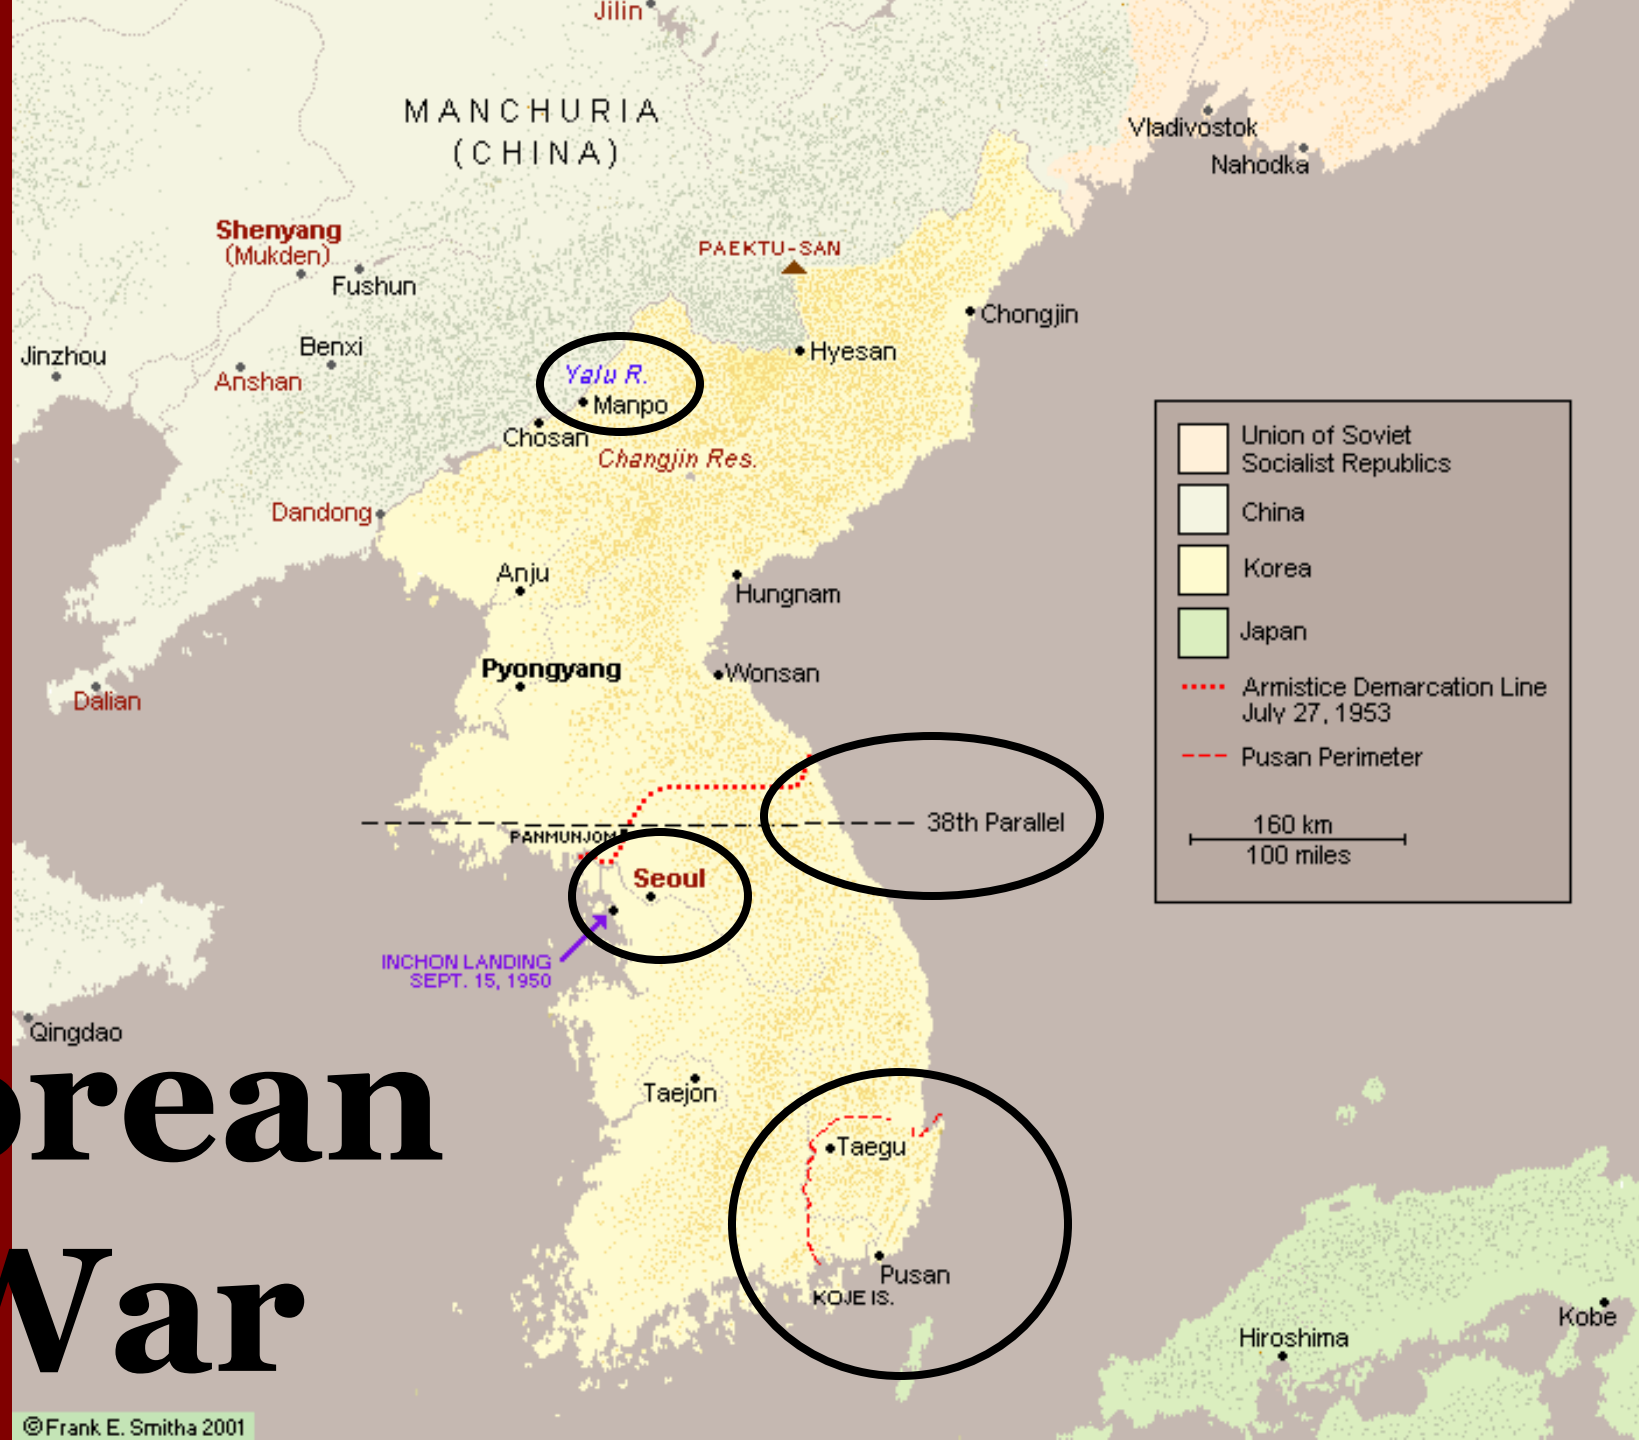 Jilin
MANCHURIA
(CHINA)
Vladivostok
Nahodka
Shenyang
(Mukden)
Fushun
PAEKTU-SAN
Chongjin
Jinzhou
Benxi
Anshan
Hyesan
Yalu R.
Manpo
Chosan
Changjin Res.
Dandong
Anju
Hungnam
Pyongyang
Wonsan
Dalian
Union of Soviet
Socialist Republics
China
Korea
Japan
Armistice Demarcation Line
July 27, 1953
Pusan Perimeter
160 km
100 miles
38th Parallel
PANMUNJOM
Seoul
INCHON LANDING
SEPT. 15, 1950
Qingdao
orean
War
Taejon
Taegu
Pusan
KOJE IS.
Kobe
Hiroshima
©Frank E. Smitha 2001